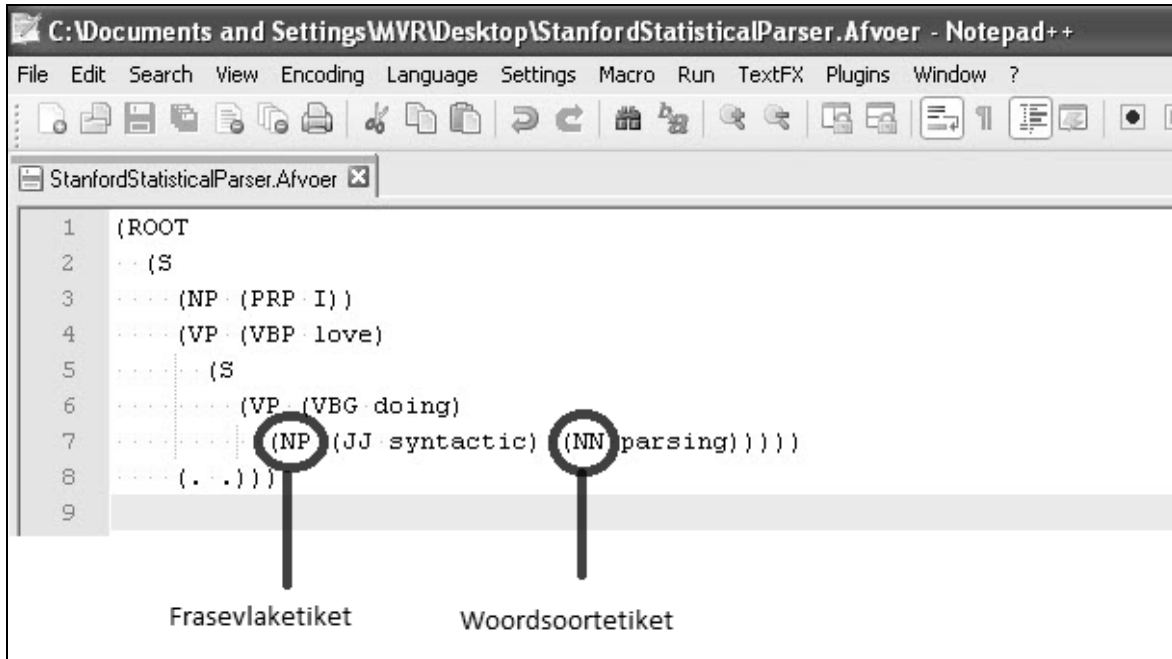 C:\Documents and Settings\MVR\Desktop\StanfordStatisticalParser.Afvoer - Notepad++
File Edit Search View Encoding Language Settings Macro Run TextFX Plugins Window ?
StanfordStatisticalParser.Afvoer
1 (ROOT
2 (S
3 (NP (PRP I))
4 (VP (VBP love)
5 (S
6 (VP (VBG doing)
7 (NP (JJ syntactic) (NN parsing)))))
8 (. .)))
9
Frasevlaketiket Woordsoortetiket